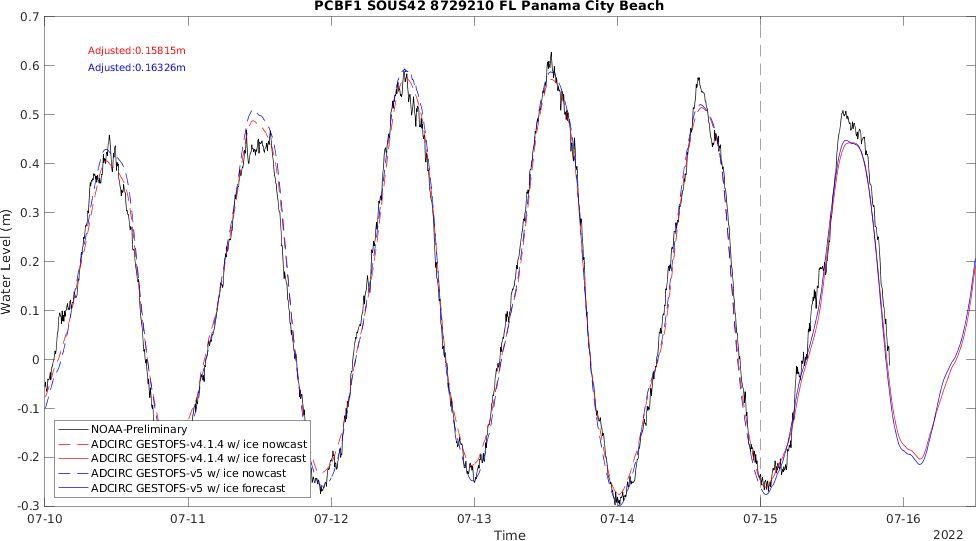 PCBF1 SOUS42 8729210 FL Panama City Beach
0.7
0.6
0.5
0.4
0.3
0.2
0.1
0
-0.1
-0.2
-0.3
Water Level (m)
Adjusted:0.15815m
Adjusted:0.16326m
NOAA-Preliminary
ADCIRC GESTOFS-v4.1.4 w/ ice nowcast
ADCIRC GESTOFS-v4.1.4 w/ ice forecast
ADCIRC GESTOFS-v5 w/ ice nowcast
ADCIRC GESTOFS-v5 w/ ice forecast
07-10 07-11 07-12 07-13 07-14 07-15 07-16
Time
2022